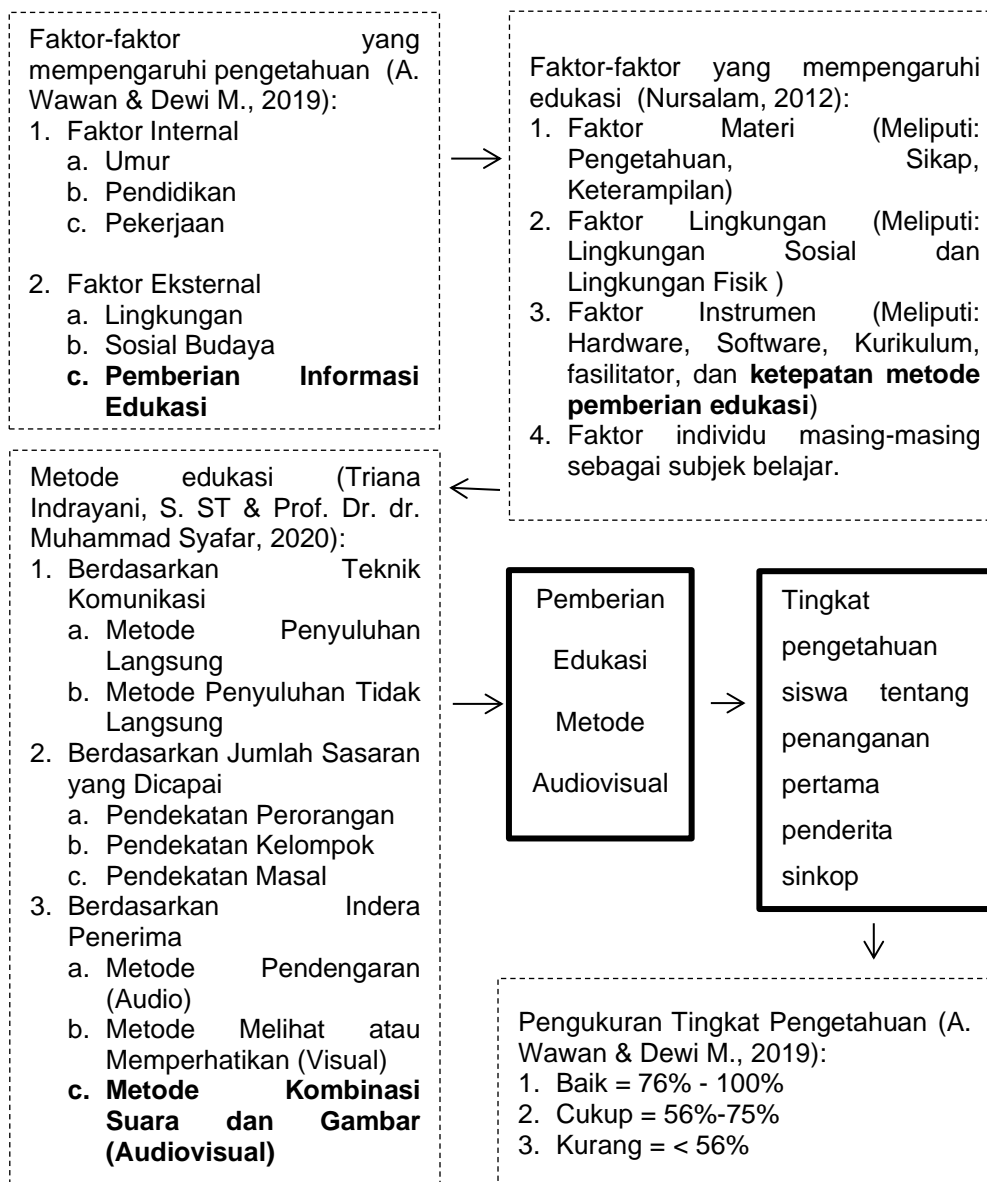 Faktor-faktor yang
mempengaruhi pengetahuan (A.
Wawan & Dewi M., 2019):
1. Faktor Internal
a. Umur
b. Pendidikan
c. Pekerjaan
2. Faktor Eksternal
a. Lingkungan
b. Sosial Budaya
c. Pemberian Informasi
Edukasi
Faktor-faktor yang mempengaruhi
edukasi (Nursalam, 2012):
1. Faktor Materi (Meliputi:
Pengetahuan, Sikap,
Keterampilan)
2. Faktor Lingkungan (Meliputi:
Lingkungan Sosial dan
Lingkungan Fisik )
3. Faktor Instrumen (Meliputi:
Hardware, Software, Kurikulum,
fasilitator, dan ketepatan metode
pemberian edukasi)
4. Faktor individu masing-masing
sebagai subjek belajar.
Metode edukasi (Triana
Indrayani, S. ST & Prof. Dr. dr.
Muhammad Syafar, 2020):
1. Berdasarkan Teknik
Komunikasi
a. Metode Penyuluhan
Langsung
b. Metode Penyuluhan Tidak
Langsung
2. Berdasarkan Jumlah Sasaran
yang Dicapai
a. Pendekatan Perorangan
b. Pendekatan Kelompok
c. Pendekatan Masal
3. Berdasarkan Indera
Penerima
a. Metode Pendengaran
(Audio)
b. Metode Melihat atau
Memperhatikan (Visual)
c. Metode Kombinasi
Suara dan Gambar
(Audiovisual)
Pemberian
Edukasi
Metode
Audiovisual
Tingkat
pengetahuan
siswa tentang
penanganan
pertama
penderita
sinkop
Pengukuran Tingkat Pengetahuan (A.
Wawan & Dewi M., 2019):
1. Baik = 76% - 100%
2. Cukup = 56%-75%
3. Kurang = < 56%